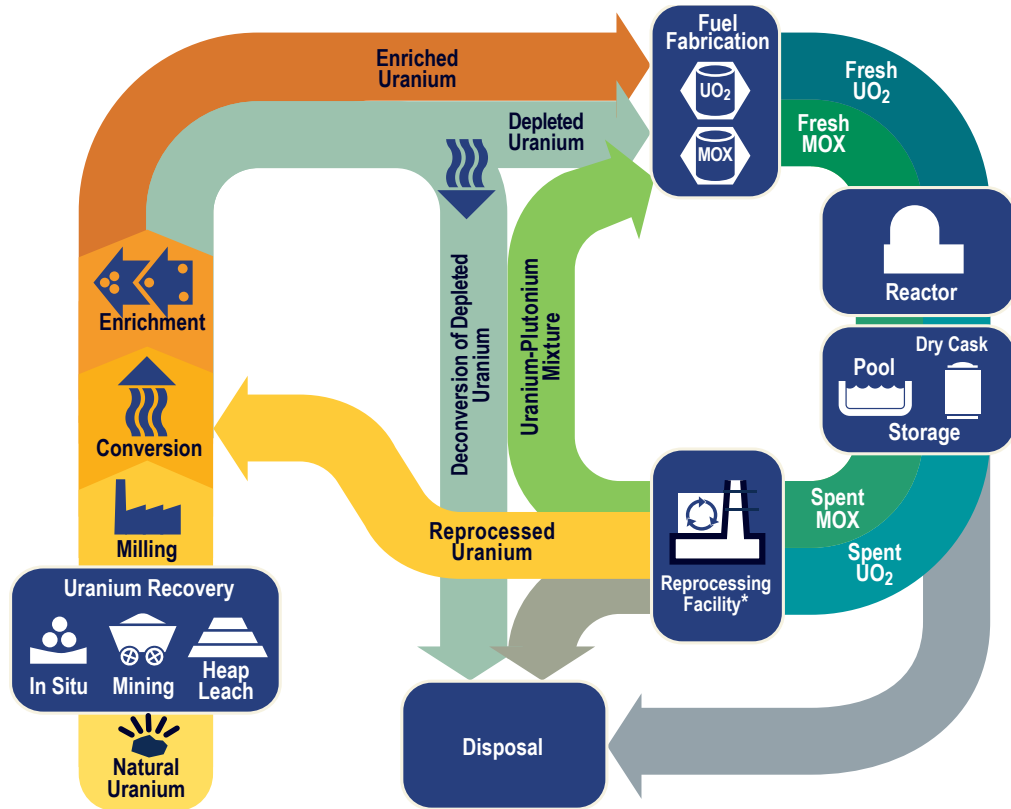 Fuel
Fabrication
UO₂
MOX
Enriched
Uranium
Depleted
Uranium
Fresh
UO₂
Fresh
MOX
Reactor
Dry Cask
Pool
Storage
Enrichment
Deconversion of Depleted
Uranium
Uranium-Plutonium
Mixture
Conversion
Milling
Reprocessed
Uranium
Spent
MOX
Spent
UO₂
Reprocessing
Facility*
Uranium Recovery
In Situ
Mining
Heap
Leach
Natural
Uranium
Disposal